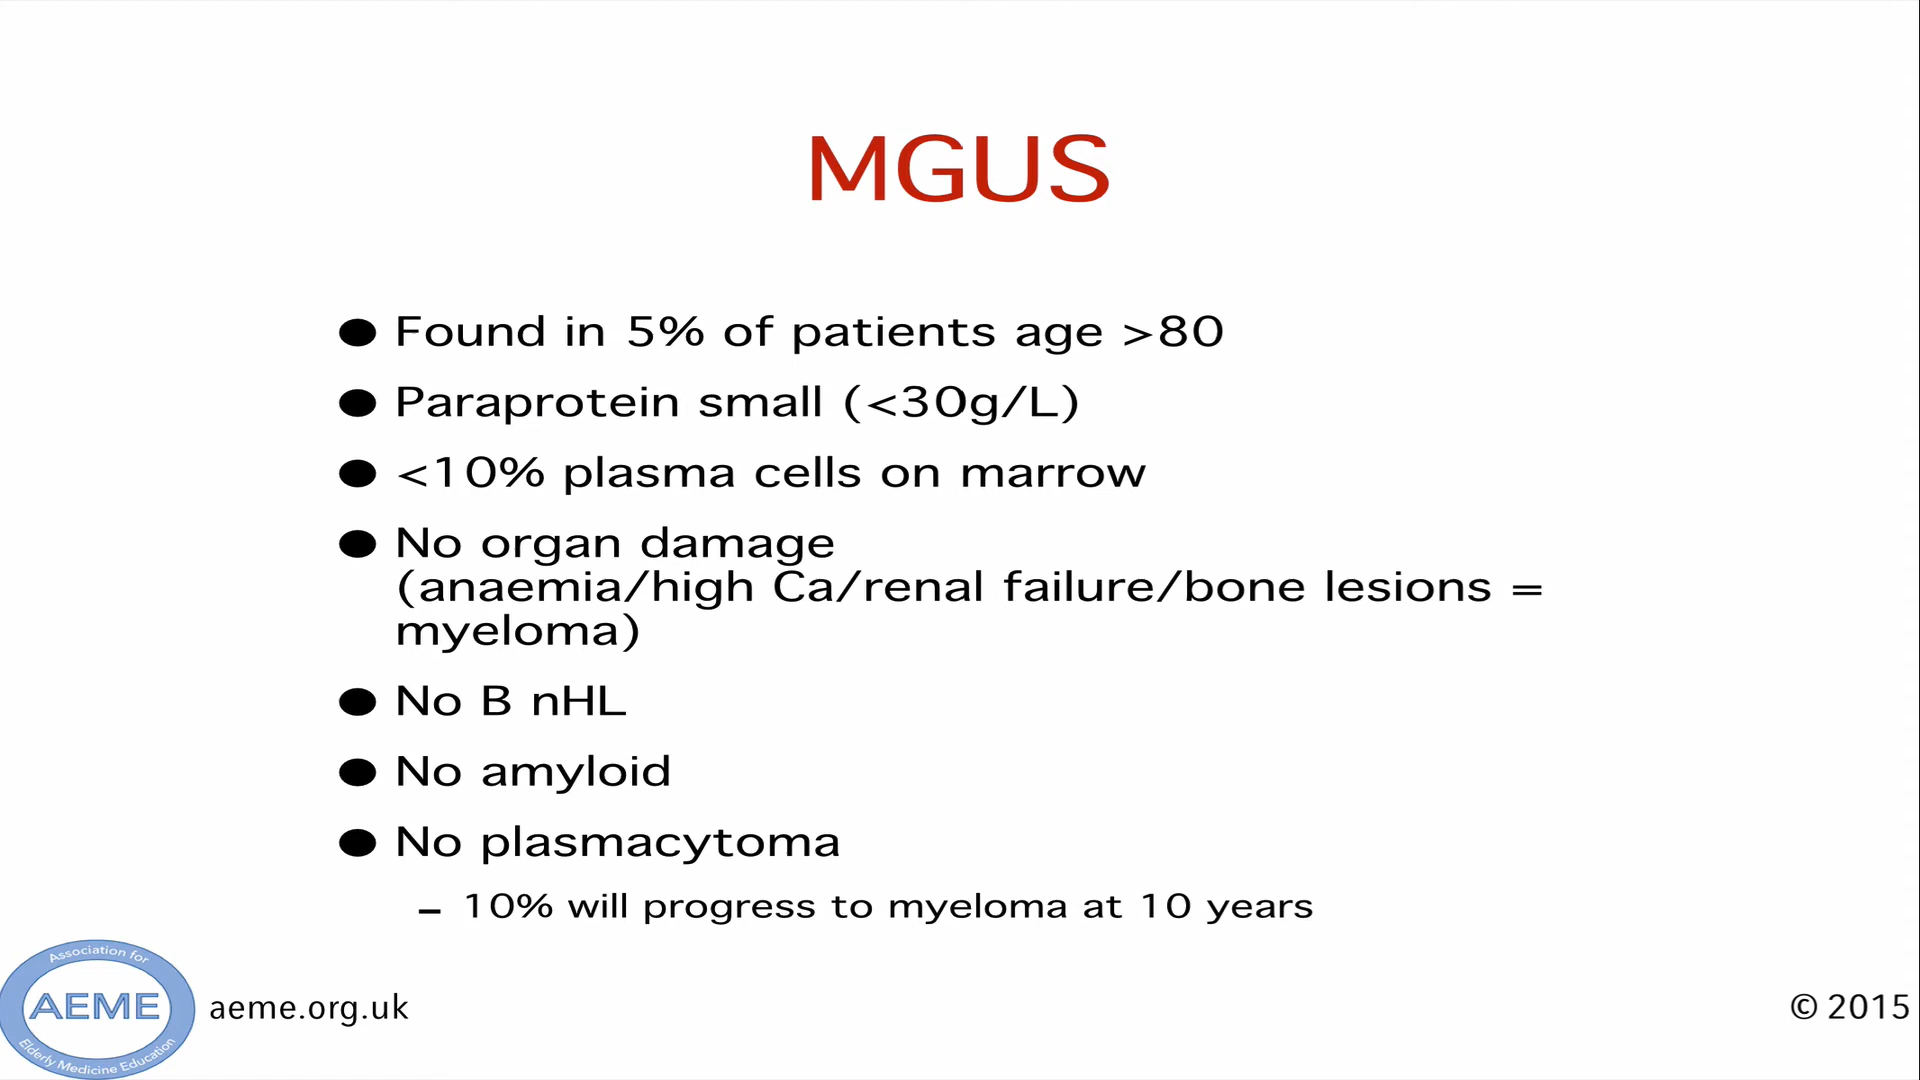 MGUS
● Found in 5% of patients age >80
● Paraprotein small (<30g/L)
● <10% plasma cells on marrow
● No organ damage
(anaemia/high Ca/renal failure/bone lesions =
myeloma)
● No B nHL
● No amyloid
● No plasmacytoma
– 10% will progress to myeloma at 10 years
Association for
AEME
Elderly Medicine Education
aeme.org.uk
© 2015